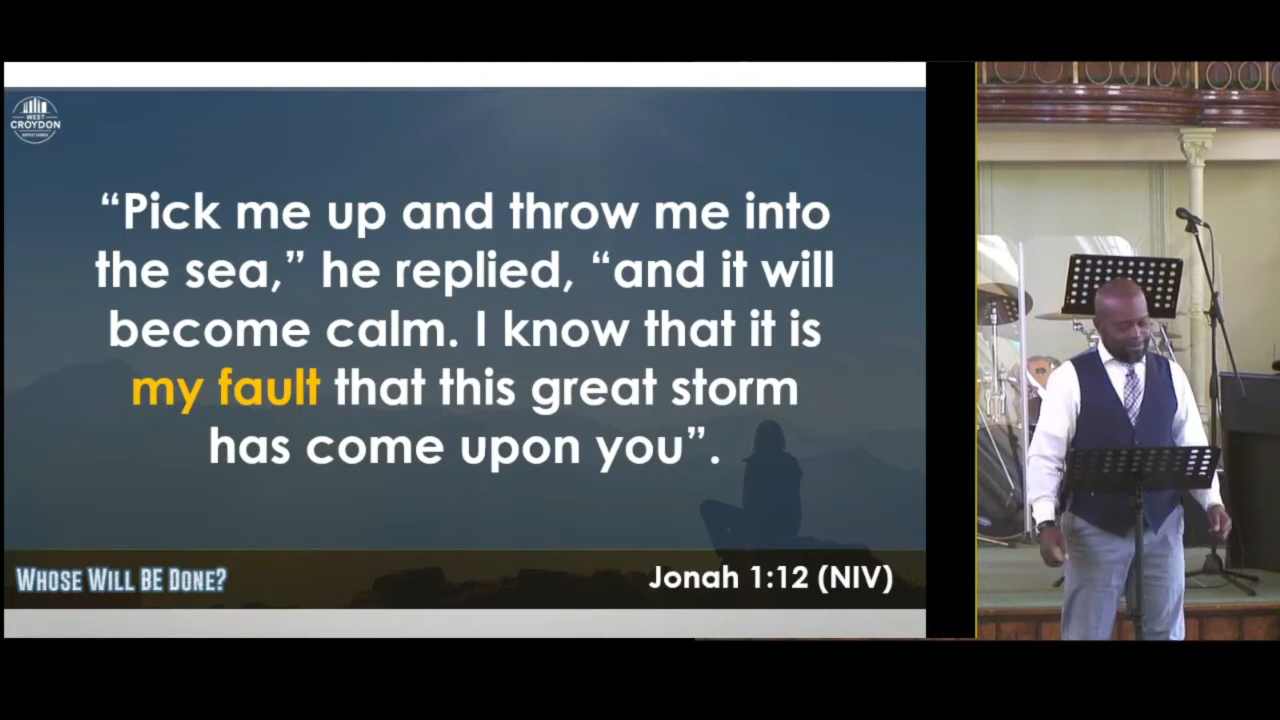 WEST
CROYDON
BAPTIST CHURCH
“Pick me up and throw me into
the sea,” he replied, “and it will
become calm. I know that it is
my fault that this great storm
has come upon you”.
WHOSE WILL BE DONE?
Jonah 1:12 (NIV)